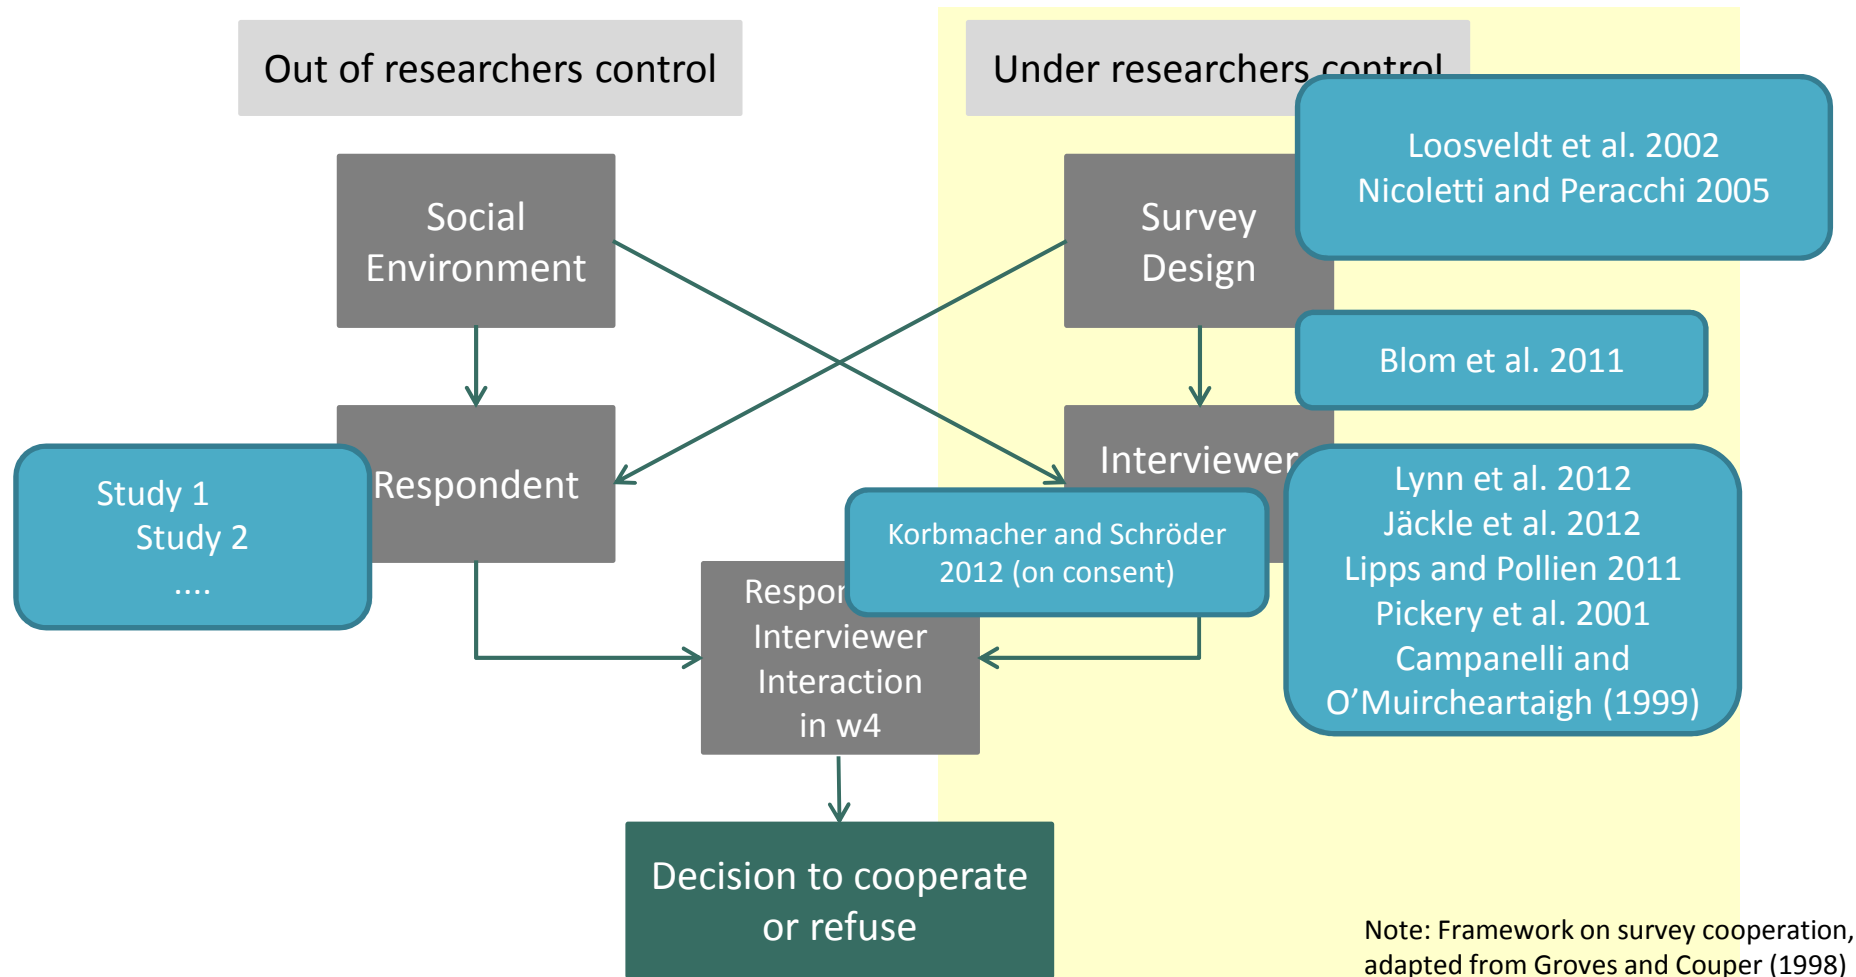 Out of researchers control
Under researchers control
Loosveldt et al. 2002
Nicoletti and Peracchi 2005
Social
Environment
Survey
Design
Blom et al. 2011
Study 1
Study 2
....
Respondent
Interviewer
Korbmacher and Schröder
2012 (on consent)
Lynn et al. 2012
Jäckle et al. 2012
Lipps and Pollien 2011
Pickery et al. 2001
Campanelli and
O’Muircheartaigh (1999)
Interviewer
Interaction
in w4
Decision to cooperate
or refuse
Note: Framework on survey cooperation,
adapted from Groves and Couper (1998)